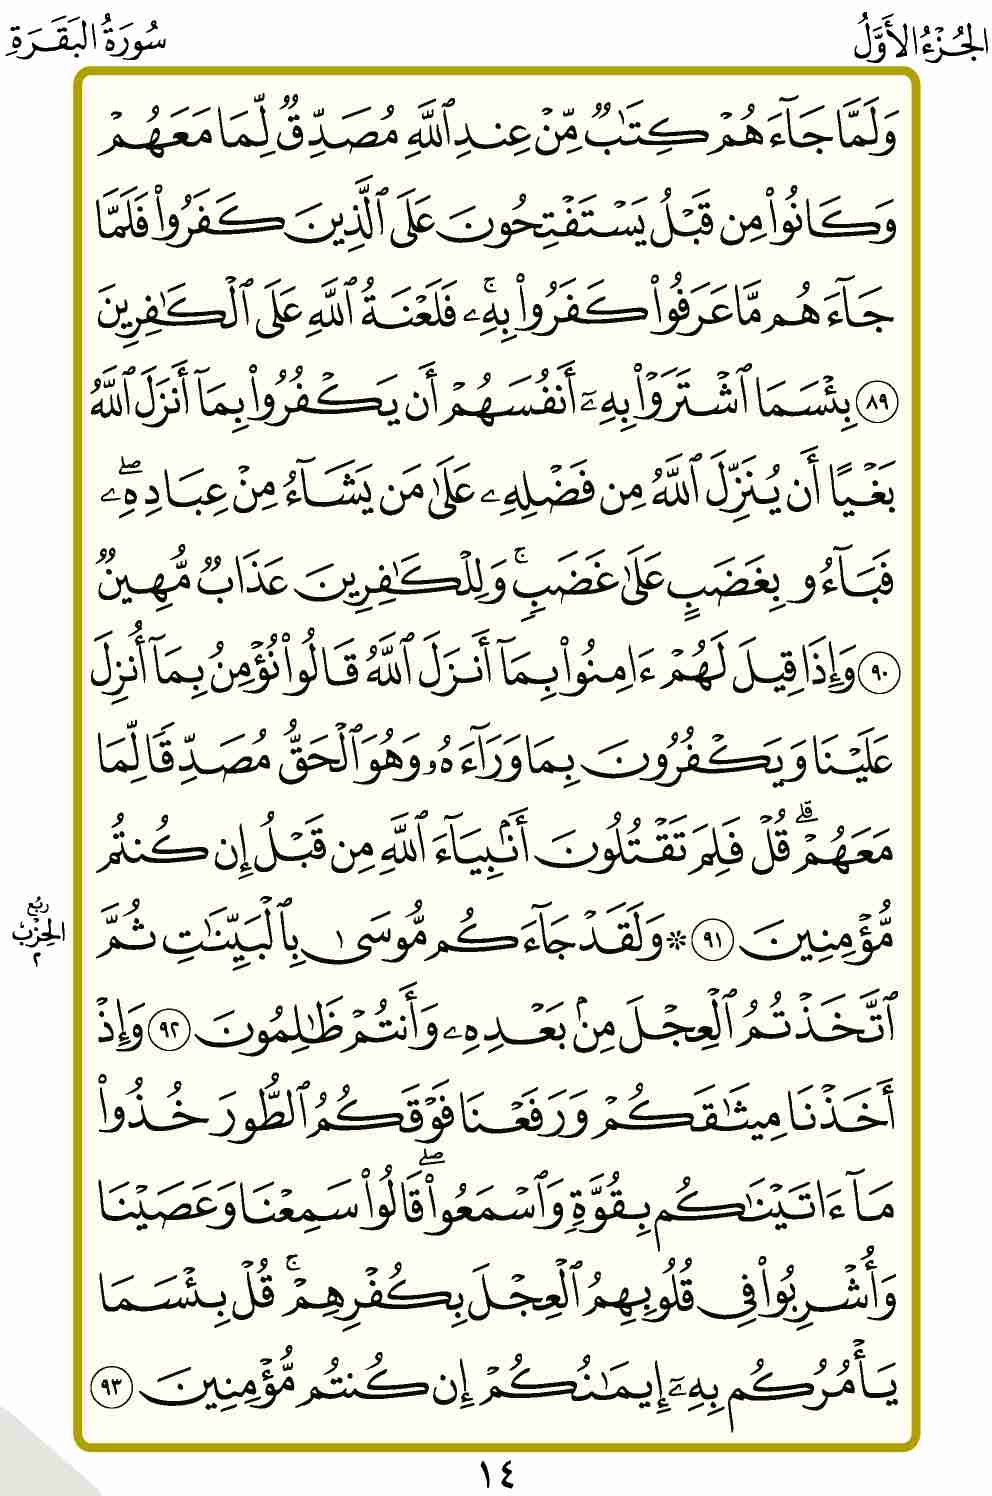 الجُزْءُ الأَوَّلُ
سُورَةُ البَقَرَةِ
وَلَمَّا جَآءَهُمْ كِتَٰبٌ مِّنْ عِندِ ٱللَّهِ مُصَدِّقٌ لِّمَا مَعَهُمْ
وَكَانُوا۟ مِن قَبْلُ يَسْتَفْتِحُونَ عَلَى ٱلَّذِينَ كَفَرُوا۟ فَلَمَّا
جَآءَهُم مَّا عَرَفُوا۟ كَفَرُوا۟ بِهِۦۚ فَلَعْنَةُ ٱللَّهِ عَلَى ٱلْكَٰفِرِينَ
٨٩ بِئْسَمَا ٱشْتَرَوْا۟ بِهِۦٓ أَنفُسَهُمْ أَن يَكْفُرُوا۟ بِمَآ أَنزَلَ ٱللَّهُ
بَغْيًا أَن يُنَزِّلَ ٱللَّهُ مِن فَضْلِهِۦ عَلَىٰ مَن يَشَآءُ مِنْ عِبَادِهِۦۖ
فَبَآءُو بِغَضَبٍ عَلَىٰ غَضَبٍۚ وَلِلْكَٰفِرِينَ عَذَابٌ مُّهِينٌ
٩٠ وَإِذَا قِيلَ لَهُمْ ءَامِنُوا۟ بِمَآ أَنزَلَ ٱللَّهُ قَالُوا۟ نُؤْمِنُ بِمَآ أُنزِلَ
عَلَيْنَا وَيَكْفُرُونَ بِمَا وَرَآءَهُۥ وَهُوَ ٱلْحَقُّ مُصَدِّقًا لِّمَا
مَعَهُمْۗ قُلْ فَلِمَ تَقْتُلُونَ أَنۢبِيَآءَ ٱللَّهِ مِن قَبْلُ إِن كُنتُم
مُّؤْمِنِينَ ٩١ ۞ وَلَقَدْ جَآءَكُم مُّوسَىٰ بِٱلْبَيِّنَٰتِ ثُمَّ
رُبُع
الحِزْبِ
٢
ٱتَّخَذْتُمُ ٱلْعِجْلَ مِنۢ بَعْدِهِۦ وَأَنتُمْ ظَٰلِمُونَ ٩٢ وَإِذْ
أَخَذْنَا مِيثَٰقَكُمْ وَرَفَعْنَا فَوْقَكُمُ ٱلطُّورَ خُذُوا۟
مَآ ءَاتَيْنَٰكُم بِقُوَّةٍ وَٱسْمَعُوا۟ۖ قَالُوا۟ سَمِعْنَا وَعَصَيْنَا
وَأُشْرِبُوا۟ فِى قُلُوبِهِمُ ٱلْعِجْلَ بِكُفْرِهِمْۚ قُلْ بِئْسَمَا
يَأْمُرُكُم بِهِۦٓ إِيمَٰنُكُمْ إِن كُنتُم مُّؤْمِنِينَ ٩٣
١٤